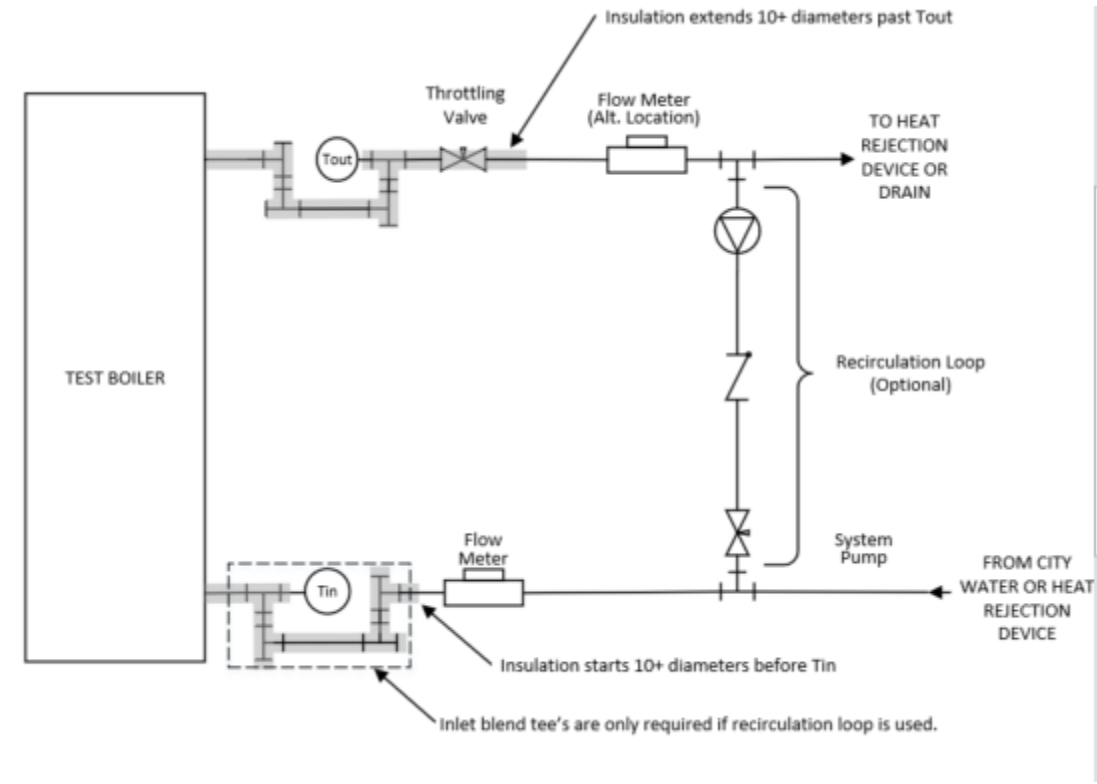 Insulation extends 10+ diameters past Tout
Throttling
Valve
Flow Meter
(Alt. Location)
TO HEAT
REJECTION
DEVICE OR
DRAIN
Tout
TEST BOILER
Recirculation Loop
(Optional)
Flow
Meter
System
Pump
FROM CITY
WATER OR HEAT
REJECTION
DEVICE
Tin
Insulation starts 10+ diameters before Tin
Inlet blend tee's are only required if recirculation loop is used.